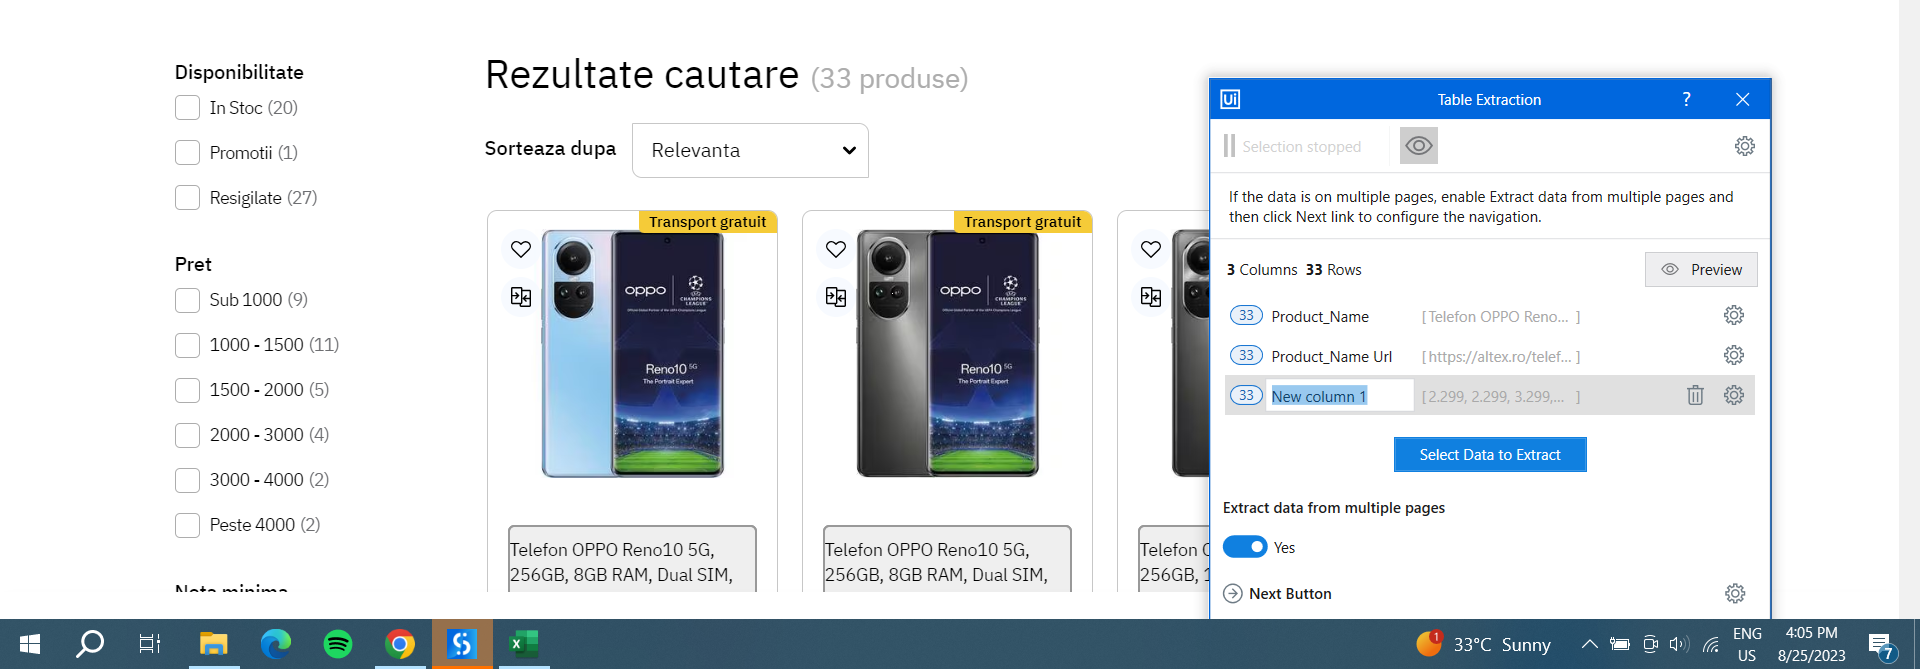 Disponibilitate
In Stoc (20)
Promotii (1)
Resigilate (27)
Pret
Sub 1000 (9)
1000 - 1500 (11)
1500 - 2000 (5)
2000 - 3000 (4)
3000 - 4000 (2)
Peste 4000 (2)
Nota minima
Rezultate cautare (33 produse)
Sorteaza dupa
Relevanta
Transport gratuit
oppo
CHAMPIONS
LEAGUE
Reno10 5G
The Portrait Expert
Telefon OPPO Reno10 5G,
256GB, 8GB RAM, Dual SIM,
Transport gratuit
oppo
CHAMPIONS
LEAGUE
Reno10 5G
The Portrait Expert
Telefon OPPO Reno10 5G,
256GB, 8GB RAM, Dual SIM,
Telefon
256GB, 1
Ui
Table Extraction
?
Selection stopped
If the data is on multiple pages, enable Extract data from multiple pages and
then click Next link to configure the navigation.
3 Columns 33 Rows
Preview
33 Product_Name [ Telefon OPPO Reno... ]
33 Product_Name Url [ https://altex.ro/telef... ]
33 New column 1 [ 2.299, 2.299, 3.299,... ]
Select Data to Extract
Extract data from multiple pages
Yes
Next Button
1
33°C Sunny
ENG
US
4:05 PM
8/25/2023
7